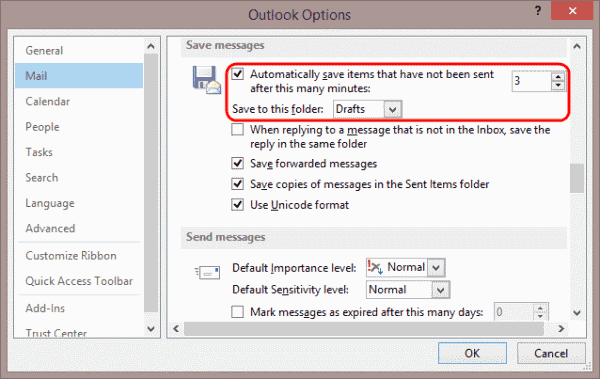 Outlook Options
?
General
Mail
Calendar
People
Tasks
Search
Language
Advanced
Customize Ribbon
Quick Access Toolbar
Add-Ins
Trust Center
Save messages
Automatically save items that have not been sent
after this many minutes:
3
Save to this folder: Drafts
When replying to a message that is not in the Inbox, save the
reply in the same folder
Save forwarded messages
Save copies of messages in the Sent Items folder
Use Unicode format
Send messages
Default Importance level: Normal
Default Sensitivity level: Normal
Mark messages as expired after this many days: 0
OK
Cancel